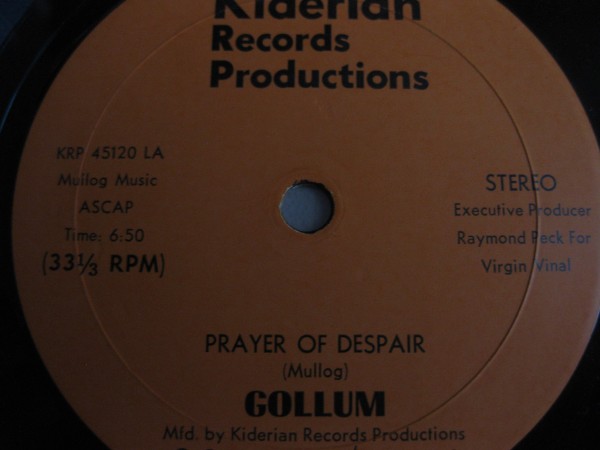 Kiderian
Records
Productions
KRP 45120 LA
Mullog Music
ASCAP
Time: 6:50
(33⅓ RPM)
STEREO
Executive Producer
Raymond Peck For
Virgin Vinal
PRAYER OF DESPAIR
(Mullog)
GOLLUM
Mfd. by Kiderian Records Productions